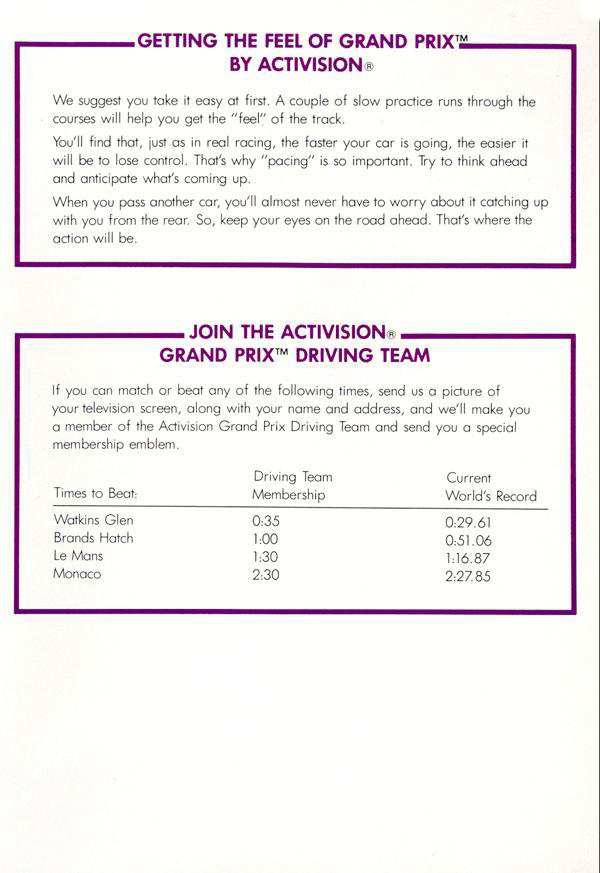 GETTING THE FEEL OF GRAND PRIX™
BY ACTIVISION®
We suggest you take it easy at first. A couple of slow practice runs through the
courses will help you get the "feel" of the track.
You'll find that, just as in real racing, the faster your car is going, the easier it
will be to lose control. That's why "pacing" is so important. Try to think ahead
and anticipate what's coming up.
When you pass another car, you'll almost never have to worry about it catching up
with you from the rear. So, keep your eyes on the road ahead. That's where the
action will be.
JOIN THE ACTIVISION®
GRAND PRIX™ DRIVING TEAM
If you can match or beat any of the following times, send us a picture of
your television screen, along with your name and address, and we'll make you
a member of the Activision Grand Prix Driving Team and send you a special
membership emblem.
Driving Team Current
Times to Beat: Membership World's Record
Watkins Glen 0:35 0:29.61
Brands Hatch 1:00 0:51.06
Le Mans 1:30 1:16.87
Monaco 2:30 2:27.85